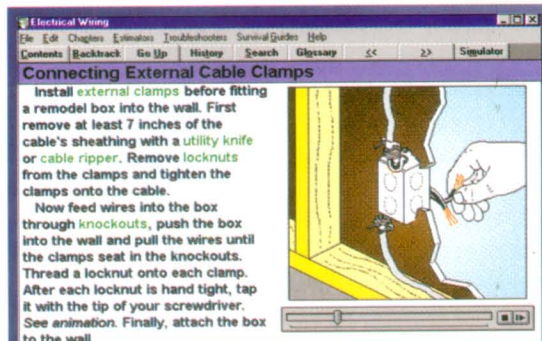 Electrical Wiring
File Edit Chapters Estimators Troubleshooters Survival Guides Help
Contents Backtrack Go Up History Search Glossary << >> Simulator
Connecting External Cable Clamps
Install external clamps before fitting
a remodel box into the wall. First
remove at least 7 inches of the
cable's sheathing with a utility knife
or cable ripper. Remove locknuts
from the clamps and tighten the
clamps onto the cable.
Now feed wires into the box
through knockouts, push the box
into the wall and pull the wires until
the clamps seat in the knockouts.
Thread a locknut onto each clamp.
After each locknut is hand tight, tap
it with the tip of your screwdriver.
See animation. Finally, attach the box
to the wall